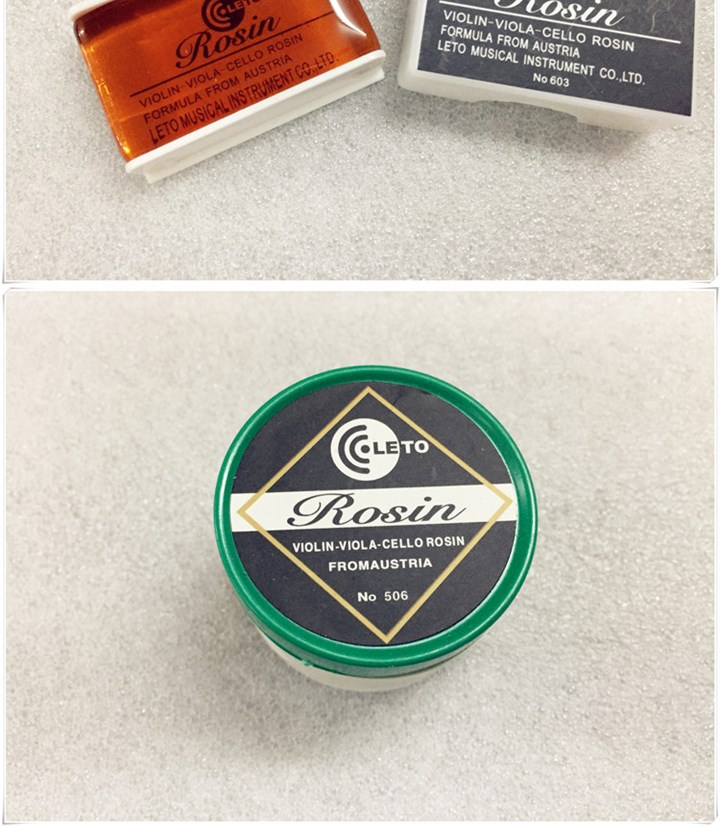 LETO
Rosin
VIOLIN-VIOLA-CELLO ROSIN
FORMULA FROM AUSTRIA
LETO MUSICAL INSTRUMENT CO.,LTD.
Rosin
VIOLIN-VIOLA-CELLO ROSIN
FORMULA FROM AUSTRIA
LETO MUSICAL INSTRUMENT CO.,LTD.
No 603
LETO
Rosin
VIOLIN-VIOLA-CELLO ROSIN
FROMAUSTRIA
No 506